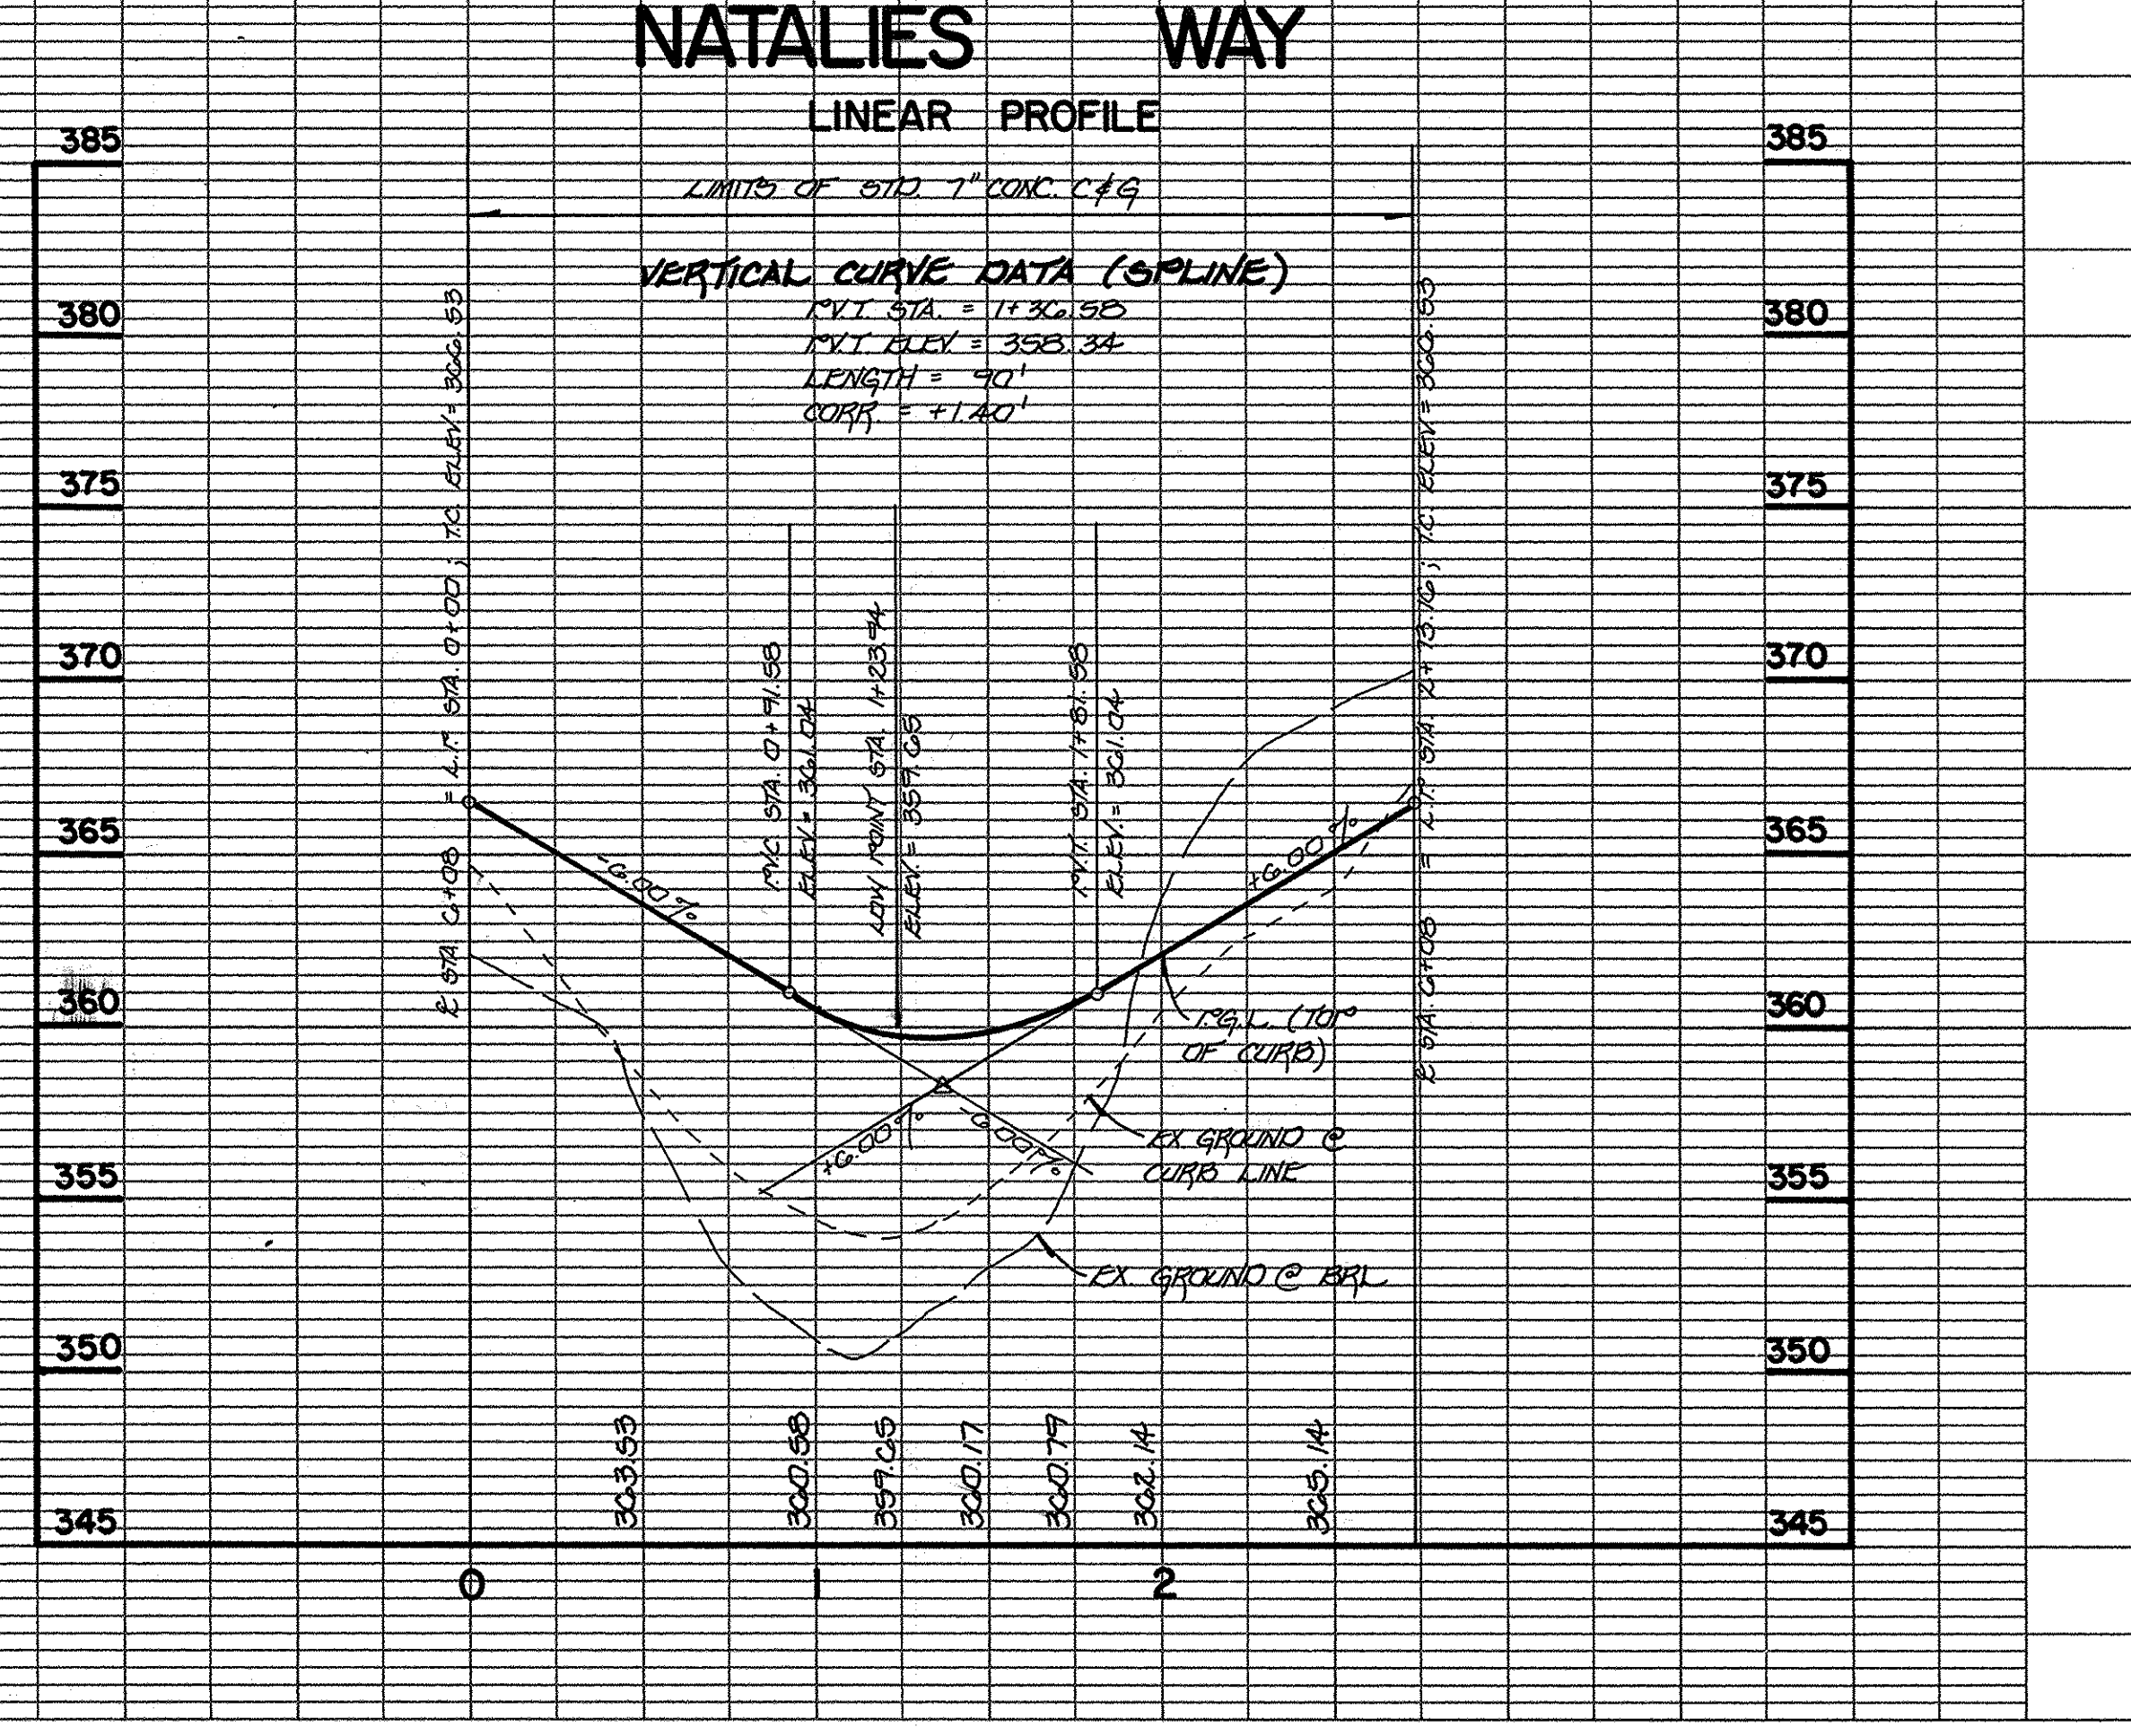 NATALIES WAY
LINEAR PROFILE
385
385
LIMITS OF STD. 7" CONC. C&G
VERTICAL CURVE DATA (SPLINE)
P.V.I. STA. = 1+36.58
P.V.I. ELEV. = 358.34
LENGTH = 90'
CORR. = +1.40'
380
380
375
375
370
370
365
365
360
360
355
355
350
350
345
345
℄ STA 6+08 = L.P. STA. 0+00; T.C. ELEV = 366.53
-6.00%
P.V.C. STA. 0+91.58
ELEV. = 361.04
LOW POINT STA. 1+23.94
ELEV. = 359.65
P.V.T. STA. 1+81.58
ELEV. = 361.04
+6.00%
℄ STA. 6+08 = L.P. STA. 2+73.16; T.C. ELEV = 366.53
P.G.L. (TOP
OF CURB)
+6.00%
-6.00%
EX GROUND @
CURB LINE
EX. GROUND @ BRL
363.53
360.58
359.65
360.17
360.79
362.14
365.14
0
1
2